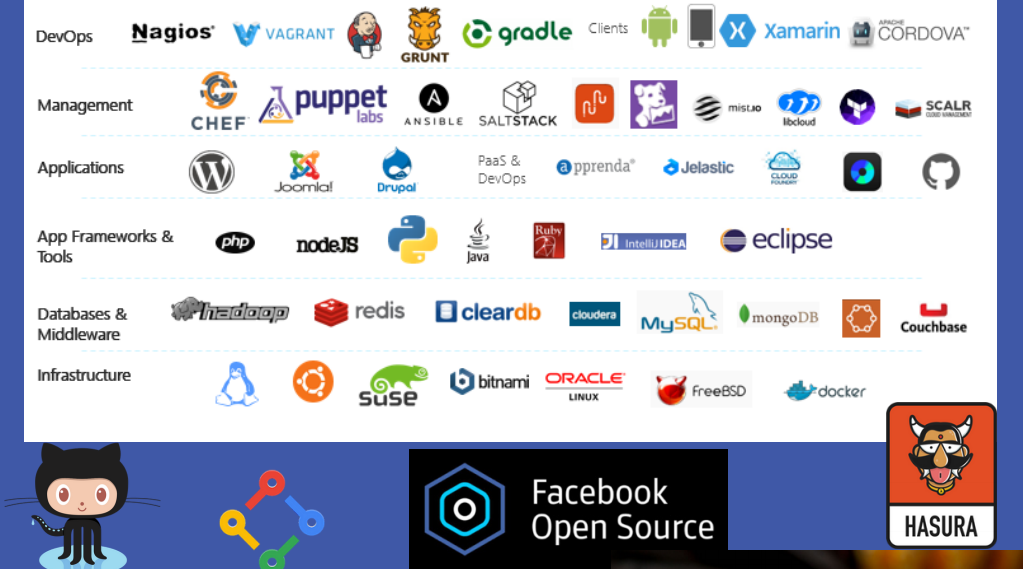 DevOps
Nagios®
VAGRANT
GRUNT
gradle
Clients
Xamarin
APACHE
CORDOVA™
Management
CHEF
puppet
labs
A
ANSIBLE
SALTSTACK
mist.io
libcloud
SCALR
CLOUD MANAGEMENT
Applications
W
Joomla!
Drupal
PaaS &
DevOps
apprenda®
Jelastic
CLOUD
FOUNDRY
App Frameworks &
Tools
php
nodeJS
Java
Ruby
IntelliJ IDEA
eclipse
Databases &
Middleware
hadoop
redis
cleardb
cloudera
MySQL
mongoDB
Couchbase
Infrastructure
suse
bitnami
ORACLE®
LINUX
FreeBSD
docker
Facebook
Open Source
HASURA